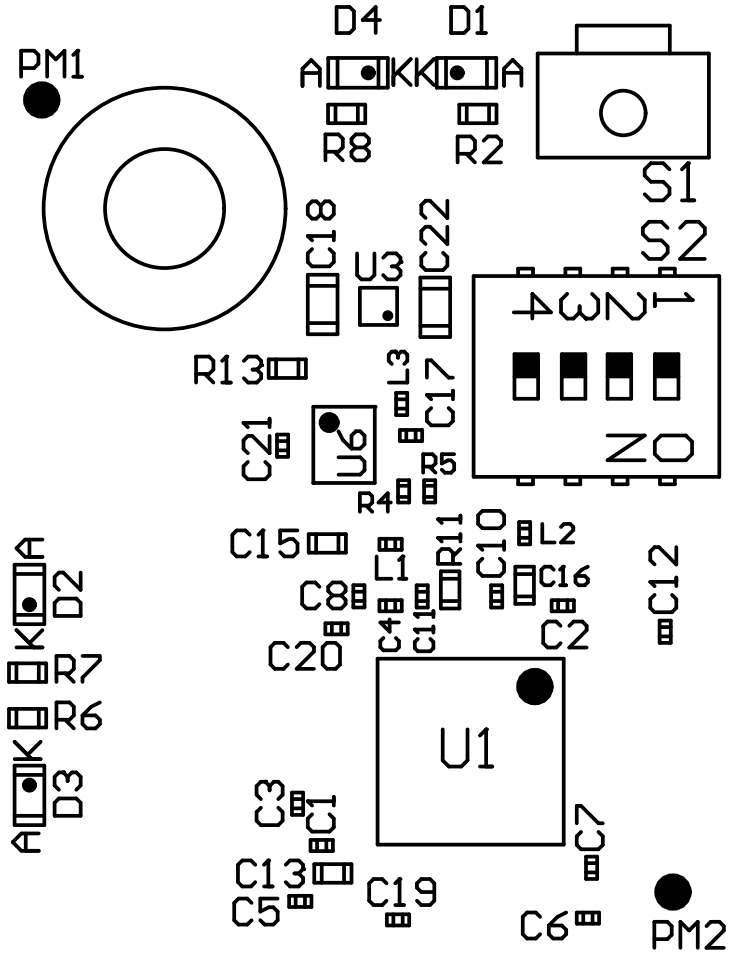 D4 D1
PM1
A KK A
R8 R2
S1
C18 C22 S2
U3
4 3 2 1
R13 L3
C17
C21 U6
ON
R5
R4
C15 R11 C10 L2
A L1 C16 C12
D2 C8
C4 C11 C2
K C20
R7
R6
U1
K
D3
C3 C1
A C7
C13
C19
C5
C6
PM2